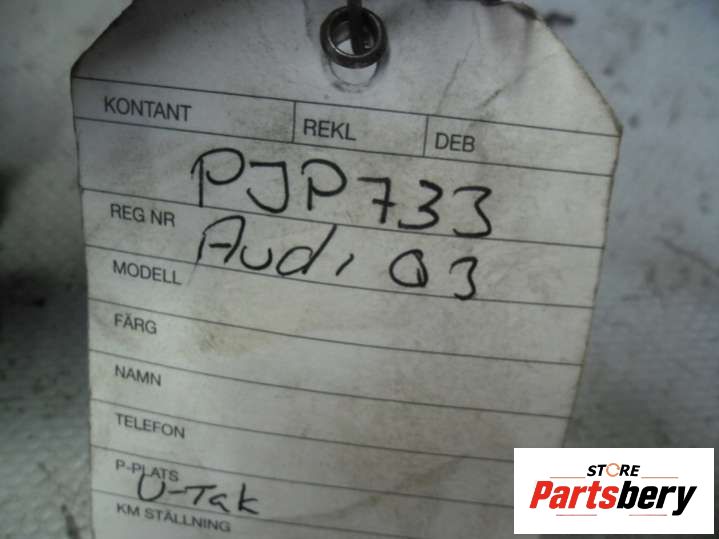 KONTANT REKL DEB
PJP733
REG NR
Audi Q3
MODELL
FÄRG
NAMN
TELEFON
P-PLATS
U-Tak
KM STÄLLNING
STORE
Partsbery